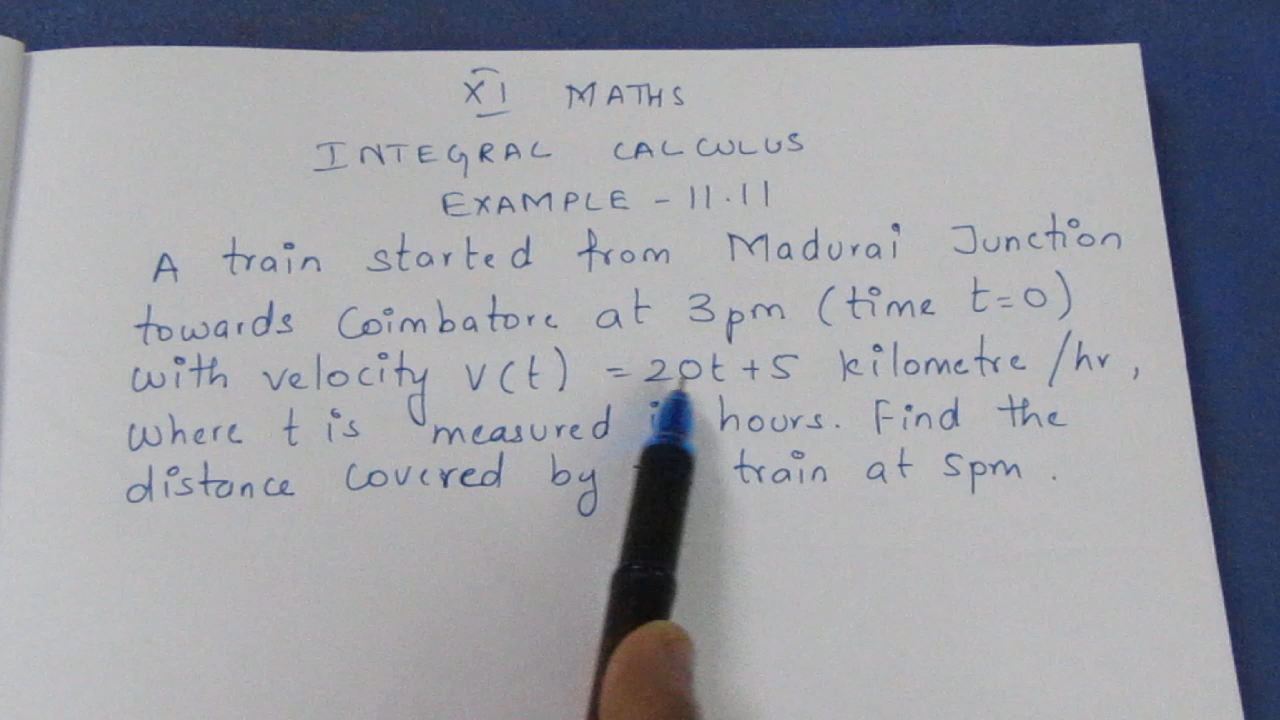 XI MATHS
INTEGRAL CALCULUS
EXAMPLE - 11.11
A train started from Madurai Junction
towards Coimbatore at 3pm (time t=0)
with velocity v(t) = 20t+5 kilometre /hr,
where t is measured hours. Find the
distance covered by train at 5pm.